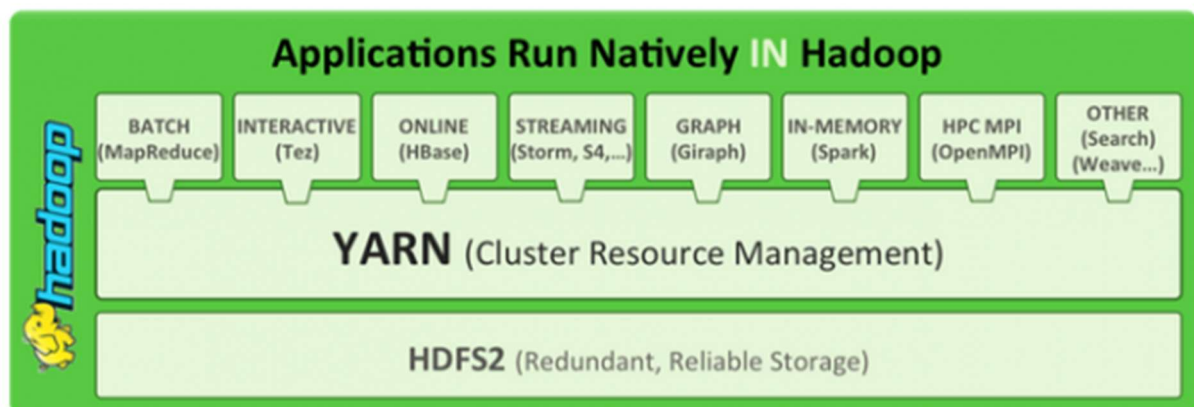 Applications Run Natively IN Hadoop
hadoop
BATCH
(MapReduce)
INTERACTIVE
(Tez)
ONLINE
(HBase)
STREAMING
(Storm, S4,...)
GRAPH
(Giraph)
IN-MEMORY
(Spark)
HPC MPI
(OpenMPI)
OTHER
(Search)
(Weave...)
YARN (Cluster Resource Management)
HDFS2 (Redundant, Reliable Storage)